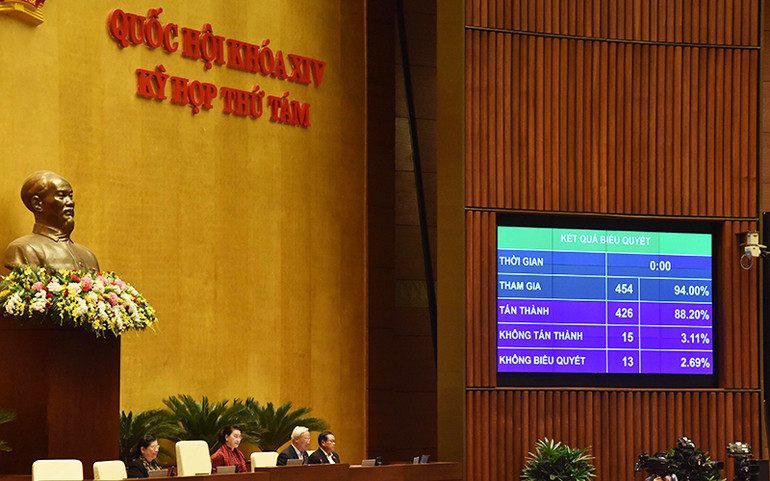 QUỐC HỘI KHÓA XIV
KỲ HỌP THỨ TÁM
KẾT QUẢ BIỂU QUYẾT
THỜI GIAN 0:00
THAM GIA 454 94.00%
TÁN THÀNH 426 88.20%
KHÔNG TÁN THÀNH 15 3.11%
KHÔNG BIỂU QUYẾT 13 2.69%